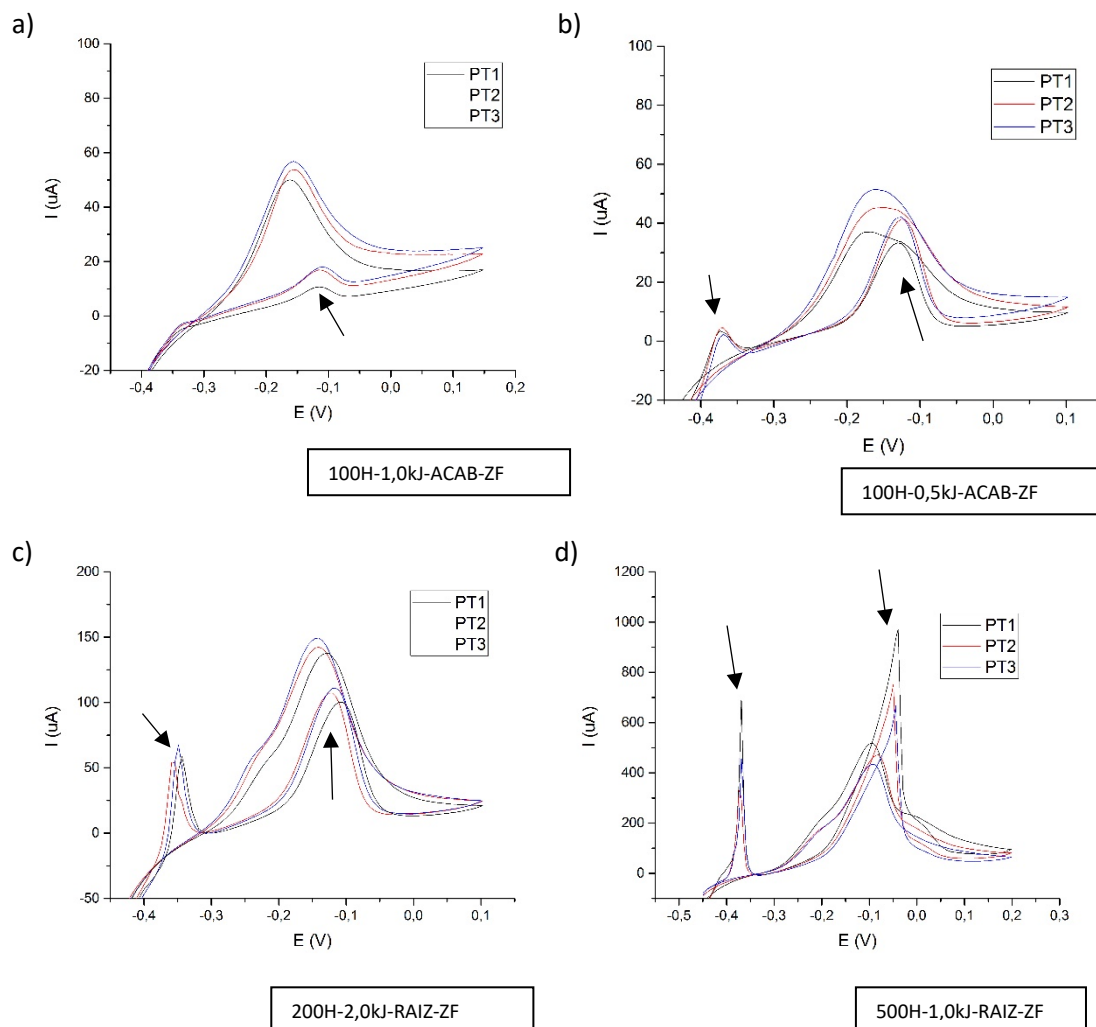 a)
100
80
60
40
20
0
-20
I (uA)
-0,4
-0,3
-0,2
-0,1
0,0
0,1
0,2
E (V)
PT1
PT2
PT3
100H-1,0kJ-ACAB-ZF
b)
100
80
60
40
20
0
-20
I (uA)
-0,4
-0,3
-0,2
-0,1
0,0
0,1
E (V)
PT1
PT2
PT3
100H-0,5kJ-ACAB-ZF
c)
200
150
100
50
0
-50
I (uA)
-0,4
-0,3
-0,2
-0,1
0,0
0,1
E (V)
PT1
PT2
PT3
200H-2,0kJ-RAIZ-ZF
d)
1200
1000
800
600
400
200
0
I (uA)
-0,5
-0,4
-0,3
-0,2
-0,1
0,0
0,1
0,2
0,3
E (V)
PT1
PT2
PT3
500H-1,0kJ-RAIZ-ZF